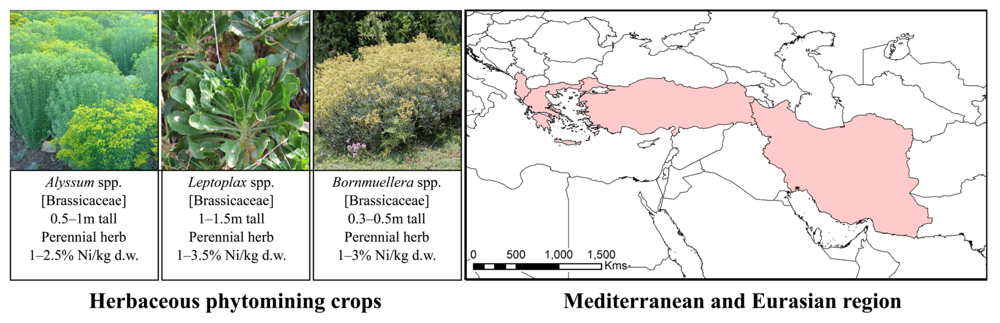 Alyssum spp.
[Brassicaceae]
0.5–1m tall
Perennial herb
1–2.5% Ni/kg d.w.
Leptoplax spp.
[Brassicaceae]
1–1.5m tall
Perennial herb
1–3.5% Ni/kg d.w.
Bornmuellera spp.
[Brassicaceae]
0.3–0.5m tall
Perennial herb
1–3% Ni/kg d.w.
0 500 1,000 1,500
Kms
Herbaceous phytomining crops
Mediterranean and Eurasian region